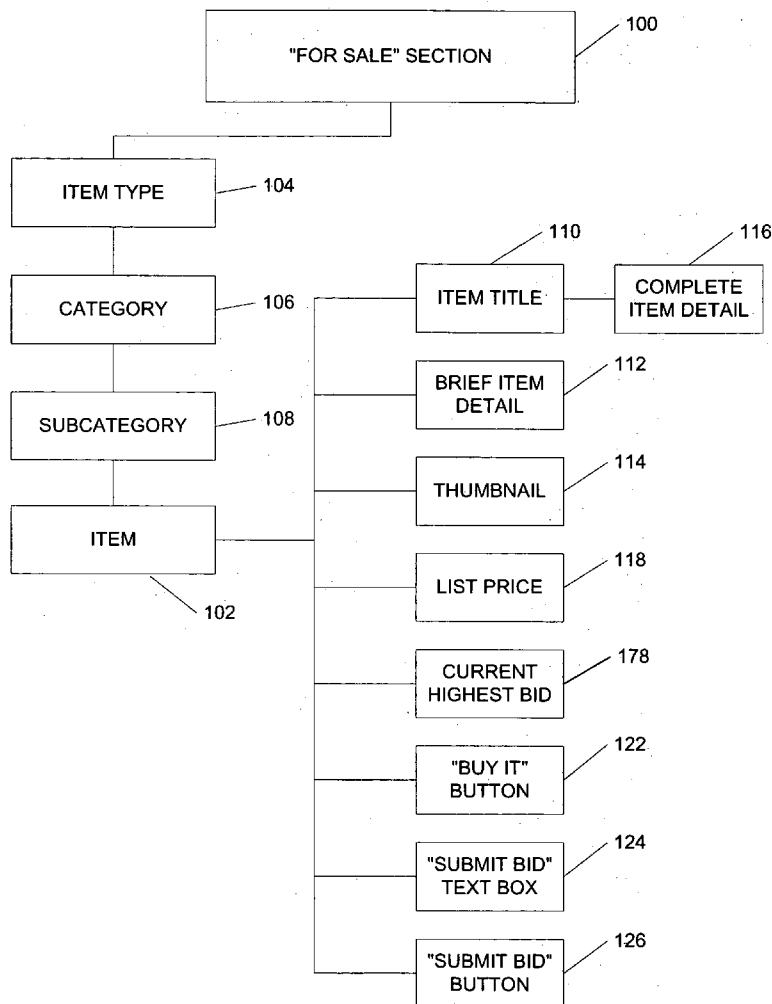 100
"FOR SALE" SECTION
ITEM TYPE
104
110
116
CATEGORY
106
ITEM TITLE
COMPLETE
ITEM DETAIL
SUBCATEGORY
108
BRIEF ITEM
DETAIL
112
ITEM
102
THUMBNAIL
114
LIST PRICE
118
CURRENT
HIGHEST BID
178
"BUY IT"
BUTTON
122
"SUBMIT BID"
TEXT BOX
124
"SUBMIT BID"
BUTTON
126